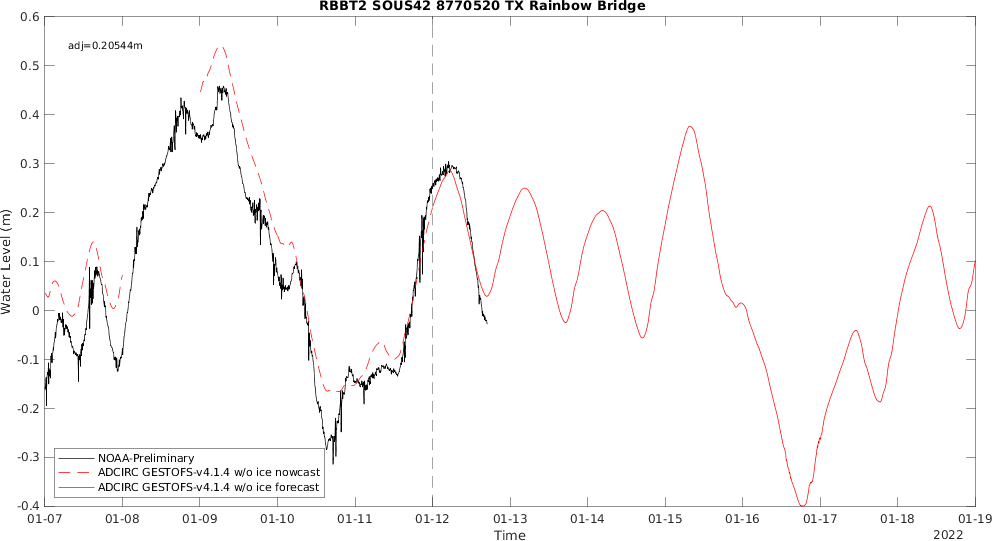 RBBT2 SOUS42 8770520 TX Rainbow Bridge
adj=0.20544m
Water Level (m)
0.6
0.5
0.4
0.3
0.2
0.1
0
-0.1
-0.2
-0.3
-0.4
NOAA-Preliminary
ADCIRC GESTOFS-v4.1.4 w/o ice nowcast
ADCIRC GESTOFS-v4.1.4 w/o ice forecast
01-07 01-08 01-09 01-10 01-11 01-12 01-13 01-14 01-15 01-16 01-17 01-18 01-19
Time
2022